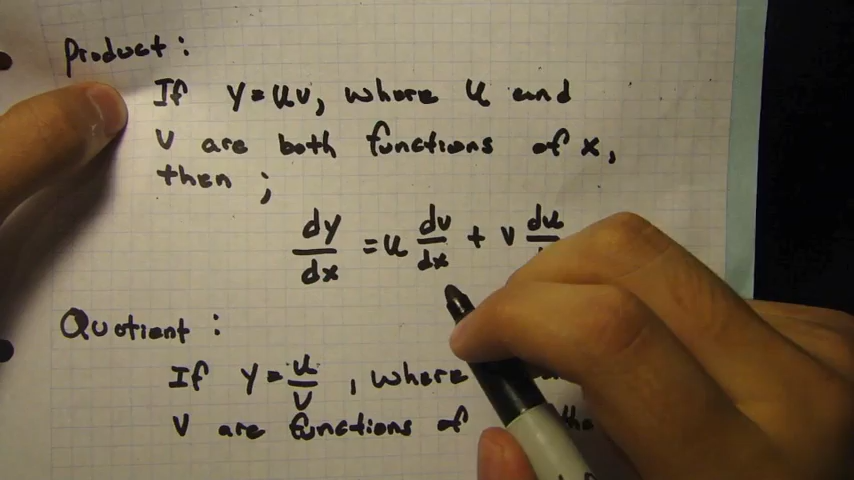 Product:
If y=uv, where u and
v are both functions of x,
then;
dy/dx = u dv/dx + v du
Quotient:
If y=u/v, where
v are functions of